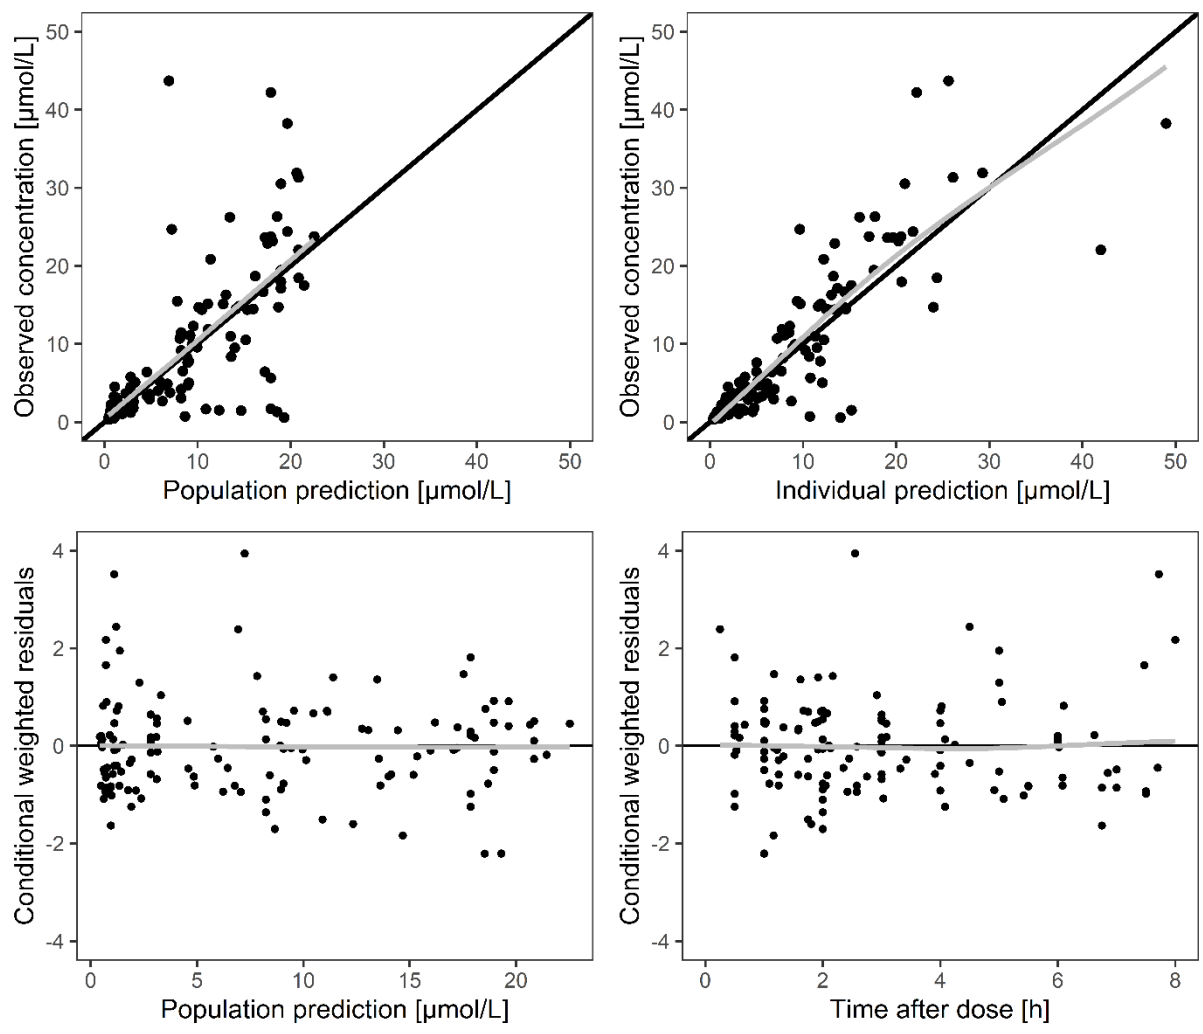 Observed concentration [µmol/L]
50
40
30
20
10
0
0 10 20 30 40 50
Population prediction [µmol/L]
Observed concentration [µmol/L]
50
40
30
20
10
0
0 10 20 30 40 50
Individual prediction [µmol/L]
Conditional weighted residuals
4
2
0
-2
-4
0 5 10 15 20
Population prediction [µmol/L]
Conditional weighted residuals
4
2
0
-2
-4
0 2 4 6 8
Time after dose [h]